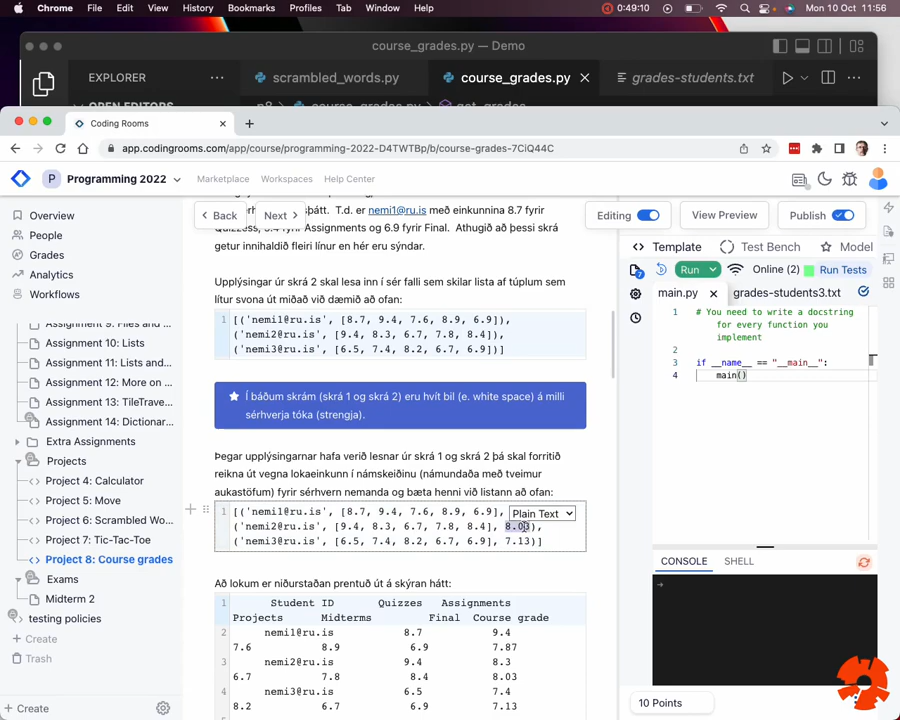 Chrome File Edit View History Bookmarks Profiles Tab Window Help 0:49:10 Mon 10 Oct 11:56
course_grades.py — Demo
EXPLORER ··· scrambled_words.py course_grades.py grades-students.txt
Coding Rooms
app.codingrooms.com/app/course/programming-2022-D4TWTBp/b/course-grades-7CiQ44C
P Programming 2022 Marketplace Workspaces Help Center
Back Next Editing View Preview Publish
Overview
People
Grades
Analytics
Workflows
Assignment 9: Files and ...
Assignment 10: Lists
Assignment 11: Lists and...
Assignment 12: More on ...
Assignment 13: TileTrave...
Assignment 14: Dictionar...
Extra Assignments
Projects
Project 4: Calculator
Project 5: Move
Project 6: Scrambled Wo...
Project 7: Tic-Tac-Toe
Project 8: Course grades
Exams
Midterm 2
testing policies
Create
Trash
Create
þátt. T.d. er nemi1@ru.is með einkunnina 8.7 fyrir
og 6.9 fyrir Final. Athugið að þessi skrá
getur innihaldið fleiri línur en hér eru sýndar.
Upplýsingar úr skrá 2 skal lesa inn í sér falli sem skilar lista af túplum sem
lítur svona út miðað við dæmið að ofan:
1 [('nemi1@ru.is', [8.7, 9.4, 7.6, 8.9, 6.9]),
('nemi2@ru.is', [9.4, 8.3, 6.7, 7.8, 8.4]),
('nemi3@ru.is', [6.5, 7.4, 8.2, 6.7, 6.9])]
Í báðum skrám (skrá 1 og skrá 2) eru hvít bil (e. white space) á milli
sérhverja tóka (strengja).
Þegar upplýsingarnar hafa verið lesnar úr skrá 1 og skrá 2 þá skal forritið
reikna út vegna lokaeinkunn í námskeiðinu (námundaða með tveimur
aukastöfum) fyrir sérhvern nemanda og bæta henni við listann að ofan:
1 [('nemi1@ru.is', [8.7, 9.4, 7.6, 8.9, 6.9], Plain Text
('nemi2@ru.is', [9.4, 8.3, 6.7, 7.8, 8.4], 8.03),
('nemi3@ru.is', [6.5, 7.4, 8.2, 6.7, 6.9], 7.13)]
Að lokum er niðurstaðan prentuð út á skýran hátt:
1 Student ID Quizzes Assignments
Projects Midterms Final Course grade
2 nemi1@ru.is 8.7 9.4
7.6 8.9 6.9 7.87
3 nemi2@ru.is 9.4 8.3
6.7 7.8 8.4 8.03
4 nemi3@ru.is 6.5 7.4
8.2 6.7 6.9 7.13
Template Test Bench Model
7 Run Online (2) Run Tests
main.py grades-students3.txt
1 # You need to write a docstring
for every function you
implement
2
3 if __name__ == "__main__":
4 main()
CONSOLE SHELL
10 Points